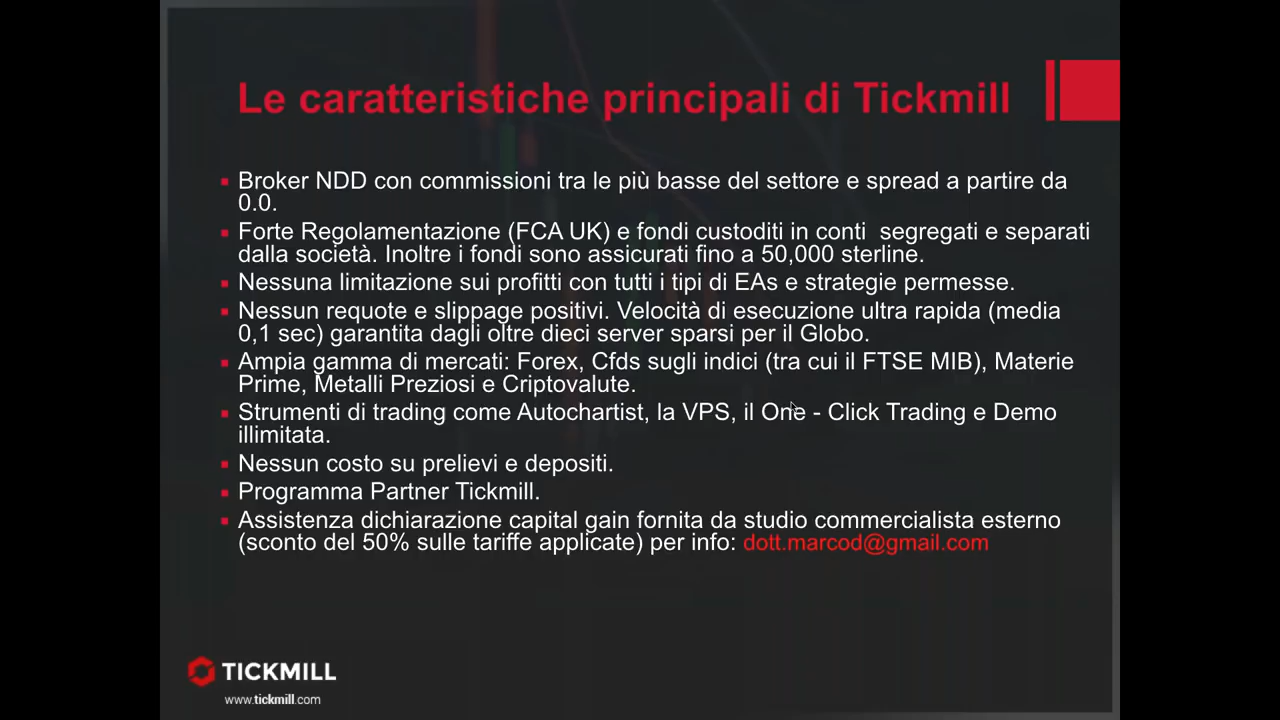 Le caratteristiche principali di Tickmill
Broker NDD con commissioni tra le più basse del settore e spread a partire da
0.0.
Forte Regolamentazione (FCA UK) e fondi custoditi in conti  segregati e separati
dalla società. Inoltre i fondi sono assicurati fino a 50,000 sterline.
Nessuna limitazione sui profitti con tutti i tipi di EAs e strategie permesse.
Nessun requote e slippage positivi. Velocità di esecuzione ultra rapida (media
0,1 sec) garantita dagli oltre dieci server sparsi per il Globo.
Ampia gamma di mercati: Forex, Cfds sugli indici (tra cui il FTSE MIB), Materie
Prime, Metalli Preziosi e Criptovalute.
Strumenti di trading come Autochartist, la VPS, il One - Click Trading e Demo
illimitata.
Nessun costo su prelievi e depositi.
Programma Partner Tickmill.
Assistenza dichiarazione capital gain fornita da studio commercialista esterno
(sconto del 50% sulle tariffe applicate) per info: dott.marcod@gmail.com
TICKMILL
www.tickmill.com